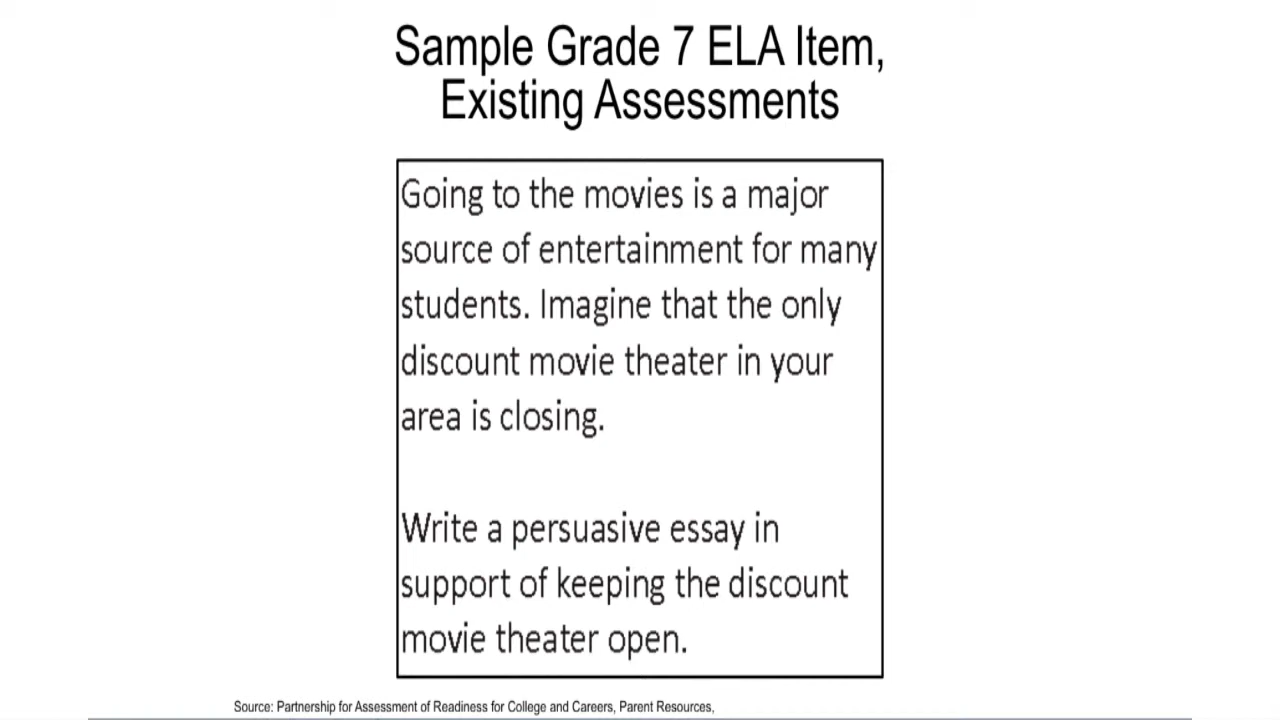 Sample Grade 7 ELA Item,
Existing Assessments
Going to the movies is a major
source of entertainment for many
students. Imagine that the only
discount movie theater in your
area is closing.
Write a persuasive essay in
support of keeping the discount
movie theater open.
Source: Partnership for Assessment of Readiness for College and Careers, Parent Resources,